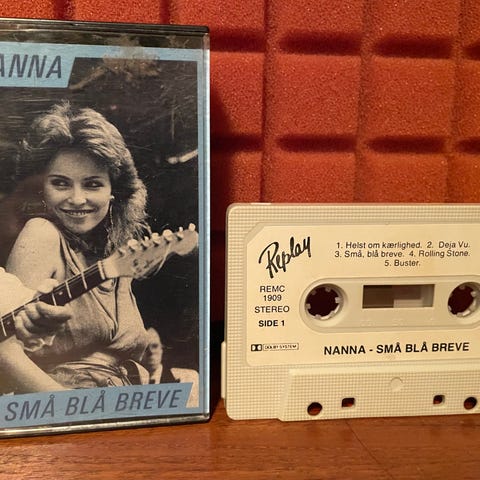 ANNA
SMÅ BLÅ BREVE
Replay
REMC
1909
STEREO
SIDE 1
1. Helst om kærlighed. 2. Deja Vu.
3. Små, blå breve. 4. Rolling Stone.
5. Buster.
DOLBY SYSTEM
NANNA - SMÅ BLÅ BREVE